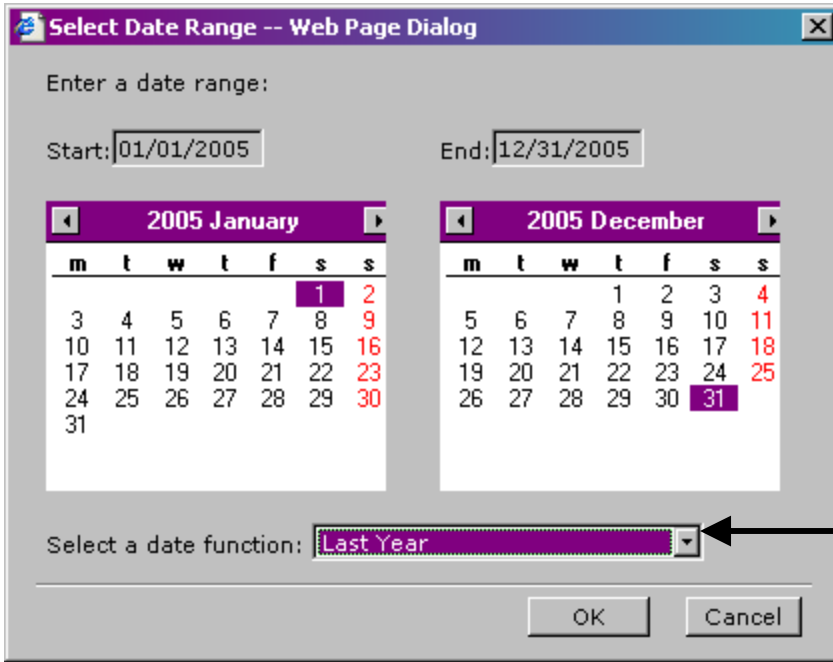 Select Date Range -- Web Page Dialog
Enter a date range:
Start: 01/01/2005 End: 12/31/2005
2005 January
m t w t f s s
1 2
3 4 5 6 7 8 9
10 11 12 13 14 15 16
17 18 19 20 21 22 23
24 25 26 27 28 29 30
31
2005 December
m t w t f s s
1 2 3 4
5 6 7 8 9 10 11
12 13 14 15 16 17 18
19 20 21 22 23 24 25
26 27 28 29 30 31
Select a date function: Last Year
OK Cancel